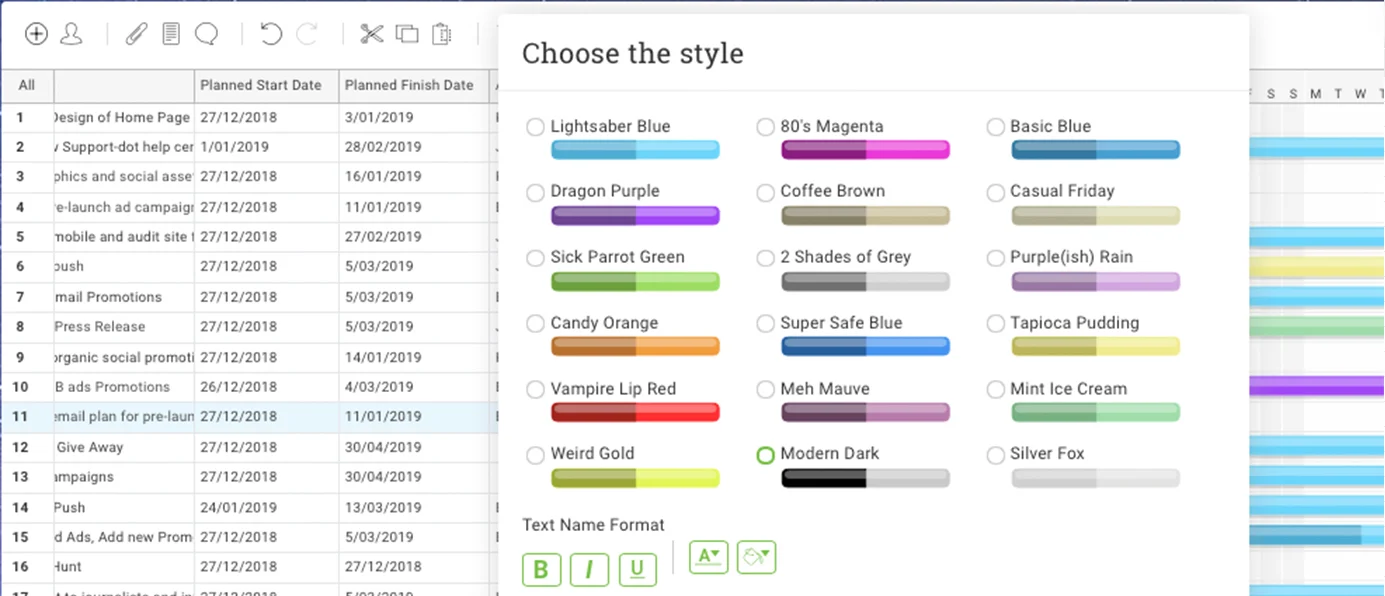 Choose the style
All Planned Start Date Planned Finish Date
S S M T W
1 Design of Home Page 27/12/2018 3/01/2019
2 Support-dot help cen 1/01/2019 28/02/2019
3 phics and social asse 27/12/2018 16/01/2019
4 e-launch ad campaign 27/12/2018 11/01/2019
5 mobile and audit site 27/12/2018 27/02/2019
6 push 27/12/2018 5/03/2019
7 mail Promotions 27/12/2018 5/03/2019
8 Press Release 27/12/2018 5/03/2019
9 organic social promoti 27/12/2018 14/01/2019
10 B ads Promotions 26/12/2018 4/03/2019
11 email plan for pre-laun 27/12/2018 11/01/2019
12 Give Away 27/12/2018 30/04/2019
13 ampaigns 27/12/2018 30/04/2019
14 Push 24/01/2019 13/03/2019
15 d Ads, Add new Prom 27/12/2018 5/03/2019
16 Hunt 27/12/2018 27/12/2018
Lightsaber Blue 80's Magenta Basic Blue
Dragon Purple Coffee Brown Casual Friday
Sick Parrot Green 2 Shades of Grey Purple(ish) Rain
Candy Orange Super Safe Blue Tapioca Pudding
Vampire Lip Red Meh Mauve Mint Ice Cream
Weird Gold Modern Dark Silver Fox
Text Name Format
B I U A